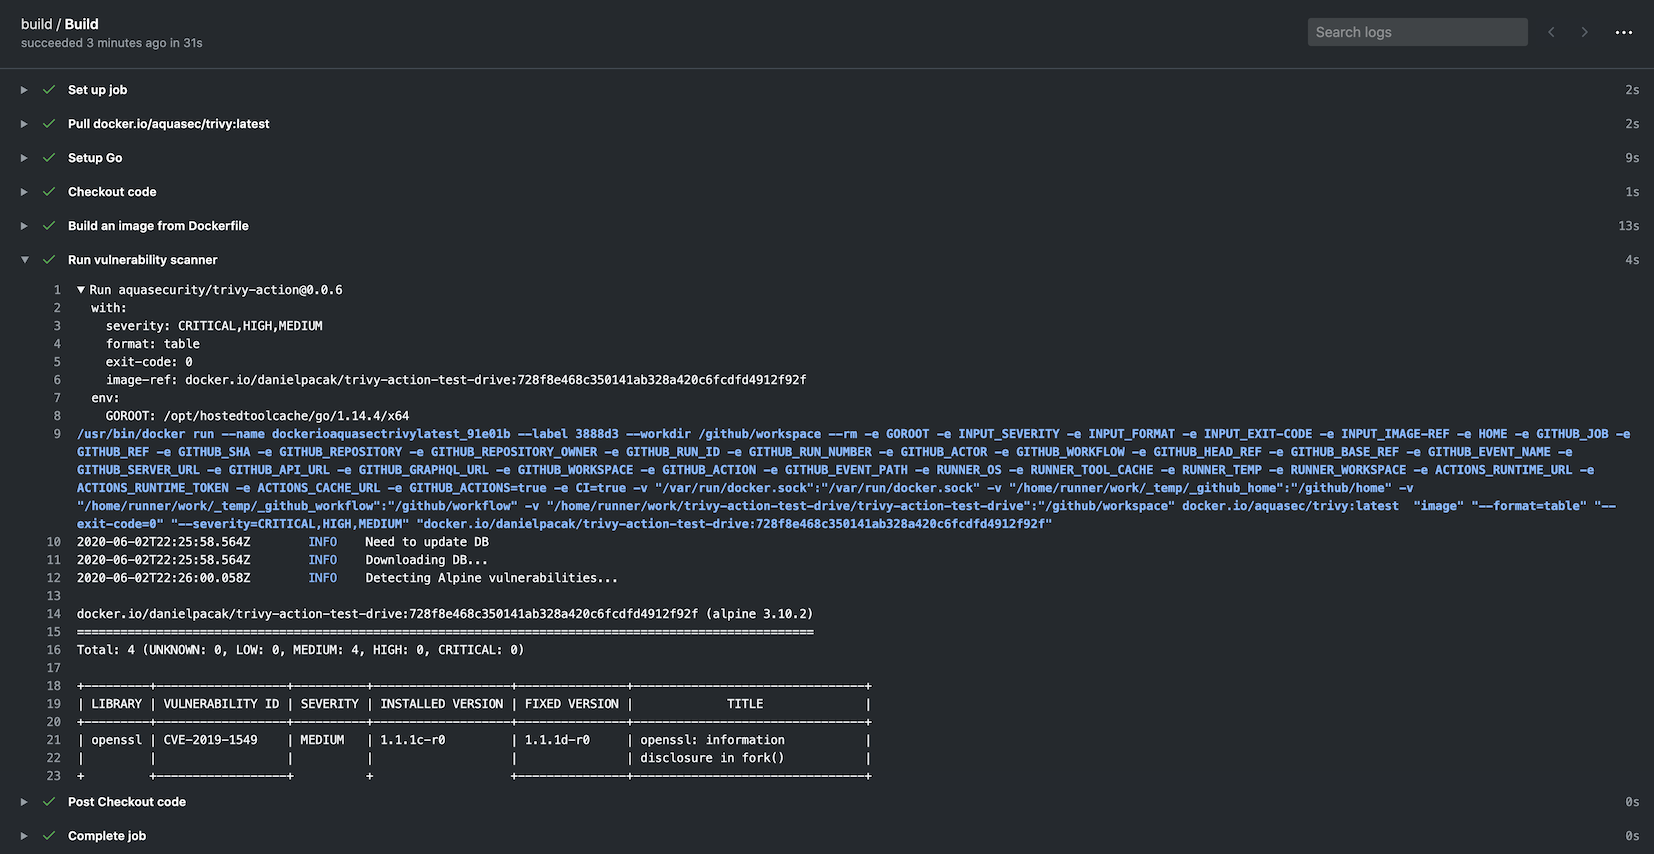 build / Build
succeeded 3 minutes ago in 31s
Search logs
Set up job 2s
Pull docker.io/aquasec/trivy:latest 2s
Setup Go 9s
Checkout code 1s
Build an image from Dockerfile 13s
Run vulnerability scanner 4s
1 ▼ Run aquasecurity/trivy-action@0.0.6
2 with:
3 severity: CRITICAL,HIGH,MEDIUM
4 format: table
5 exit-code: 0
6 image-ref: docker.io/danielpacak/trivy-action-test-drive:728f8e468c350141ab328a420c6fcdfd4912f92f
7 env:
8 GOROOT: /opt/hostedtoolcache/go/1.14.4/x64
9 /usr/bin/docker run --name dockerioaquasectrivylatest_91e01b --label 3888d3 --workdir /github/workspace --rm -e GOROOT -e INPUT_SEVERITY -e INPUT_FORMAT -e INPUT_EXIT-CODE -e INPUT_IMAGE-REF -e HOME -e GITHUB_JOB -e
GITHUB_REF -e GITHUB_SHA -e GITHUB_REPOSITORY -e GITHUB_REPOSITORY_OWNER -e GITHUB_RUN_ID -e GITHUB_RUN_NUMBER -e GITHUB_ACTOR -e GITHUB_WORKFLOW -e GITHUB_HEAD_REF -e GITHUB_BASE_REF -e GITHUB_EVENT_NAME -e
GITHUB_SERVER_URL -e GITHUB_API_URL -e GITHUB_GRAPHQL_URL -e GITHUB_WORKSPACE -e GITHUB_ACTION -e GITHUB_EVENT_PATH -e RUNNER_OS -e RUNNER_TOOL_CACHE -e RUNNER_TEMP -e RUNNER_WORKSPACE -e ACTIONS_RUNTIME_URL -e
ACTIONS_RUNTIME_TOKEN -e ACTIONS_CACHE_URL -e GITHUB_ACTIONS=true -e CI=true -v "/var/run/docker.sock":"/var/run/docker.sock" -v "/home/runner/work/_temp/_github_home":"/github/home" -v
"/home/runner/work/_temp/_github_workflow":"/github/workflow" -v "/home/runner/work/trivy-action-test-drive/trivy-action-test-drive":"/github/workspace" docker.io/aquasec/trivy:latest "image" "--format=table" "--
exit-code=0" "--severity=CRITICAL,HIGH,MEDIUM" "docker.io/danielpacak/trivy-action-test-drive:728f8e468c350141ab328a420c6fcdfd4912f92f"
10 2020-06-02T22:25:58.564Z INFO Need to update DB
11 2020-06-02T22:25:58.564Z INFO Downloading DB...
12 2020-06-02T22:26:00.058Z INFO Detecting Alpine vulnerabilities...
13
14 docker.io/danielpacak/trivy-action-test-drive:728f8e468c350141ab328a420c6fcdfd4912f92f (alpine 3.10.2)
15 ======================================================================================================
16 Total: 4 (UNKNOWN: 0, LOW: 0, MEDIUM: 4, HIGH: 0, CRITICAL: 0)
17
18 +---------+------------------+----------+-------------------+---------------+--------------------------------+
19 | LIBRARY | VULNERABILITY ID | SEVERITY | INSTALLED VERSION | FIXED VERSION | TITLE |
20 +---------+------------------+----------+-------------------+---------------+--------------------------------+
21 | openssl | CVE-2019-1549 | MEDIUM | 1.1.1c-r0 | 1.1.1d-r0 | openssl: information |
22 | | | | | | disclosure in fork() |
23 + +------------------+ + +---------------+--------------------------------+
Post Checkout code 0s
Complete job 0s